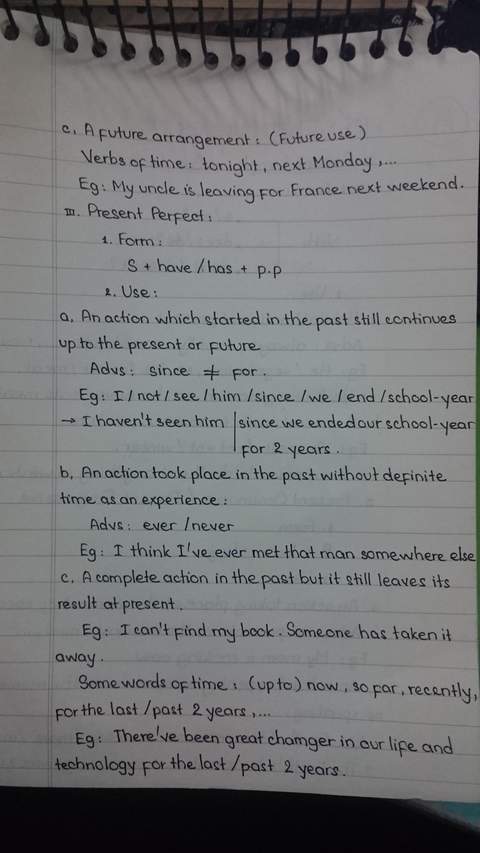 c. A future arrangement: (Future use)
Verbs of time: tonight, next Monday,...
Eg: My uncle is leaving for France next weekend.
III. Present Perfect:
1. Form:
S + have/has + p.p
2. Use:
a. An action which started in the past still continues
up to the present or future
Advs: since ≠ for.
Eg: I/not/see/him/since/we/end/school-year
→ I haven't seen him | since we ended our school-year
for 2 years.
b. An action took place in the past without definite
time as an experience:
Advs: ever/never
Eg: I think I've ever met that man somewhere else
c. A complete action in the past but it still leaves its
result at present.
Eg: I can't find my book. Someone has taken it
away.
Some words of time: (up to) now, so far, recently,
for the last/past 2 years,...
Eg: There've been great chamger in our life and
technology for the last/past 2 years.